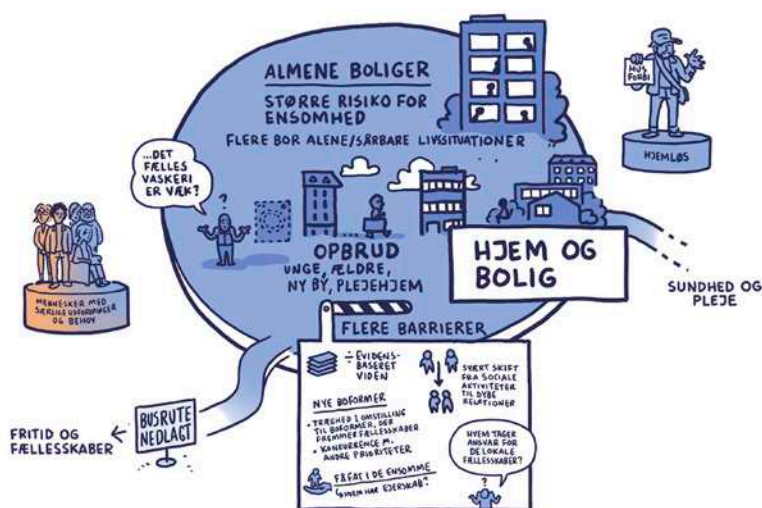 ALMENE BOLIGER
STØRRE RISIKO FOR
ENSOMHED
FLERE BOR ALENE/SÅRBARE LIVSSITUATIONER
HUS
FORBI
HJEMLØS
...DET
FÆLLES
VASKERI
ER VÆK?
?
OPBRUD
UNGE, ÆLDRE,
NY BY, PLEJEHJEM
HJEM OG
BOLIG
SUNDHED OG
PLEJE
MENNESKER MED
SÆRLIGE UDFORDRINGER
OG BEHOV
FLERE BARRIERER
BUSRUTE
NEDLAGT
FRITID OG
FÆLLESSKABER
÷ EVIDENS-
BASERET
VIDEN
SVÆRT SKIFT
FRA SOCIALE
AKTIVITETER
TIL DYBE
RELATIONER
NYE BOFORMER
• TRÆGHED I OMSTILLING
TIL BOFORMER, DER
FREMMER FÆLLESSKABER
• KONKURRENCE M.
ANDRE PRIORITETER
HVEM TAGER
ANSVAR FOR
DE LOKALE
FÆLLESSKABER?
?
FÅ FAT I DE ENSOMME
↳ HVEM HAR EJERSKAB?